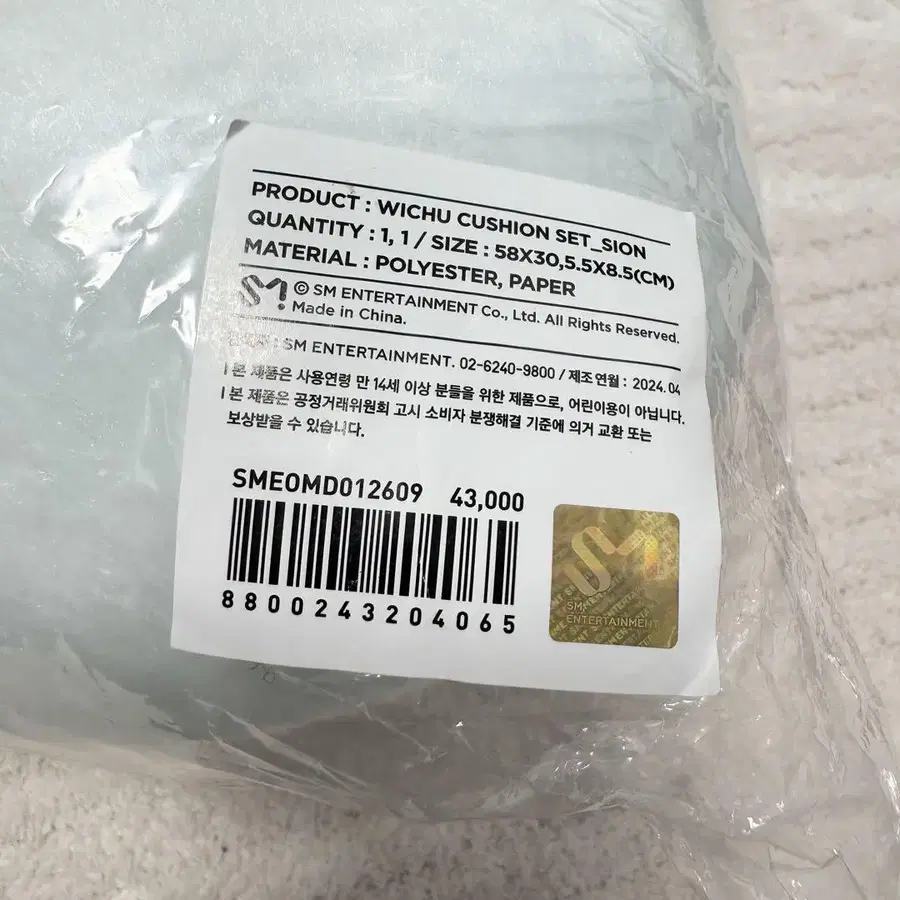 PRODUCT : WICHU CUSHION SET_SION
QUANTITY : 1, 1 / SIZE : 58X30,5.5X8.5(CM)
MATERIAL : POLYESTER, PAPER
SM © SM ENTERTAINMENT Co., Ltd. All Rights Reserved.
Made in China.
: SM ENTERTAINMENT. 02-6240-9800 / 제조연월 : 2024.04
l 본 제품은 사용연령 만 14세 이상 분들을 위한 제품으로, 어린이용이 아닙니다.
l 본 제품은 공정거래위원회 고시 소비자 분쟁해결 기준에 의거 교환 또는
보상받을 수 있습니다.
SMEOMD012609 43,000
8800243204065
SM
SM
ENTERTAINMENT